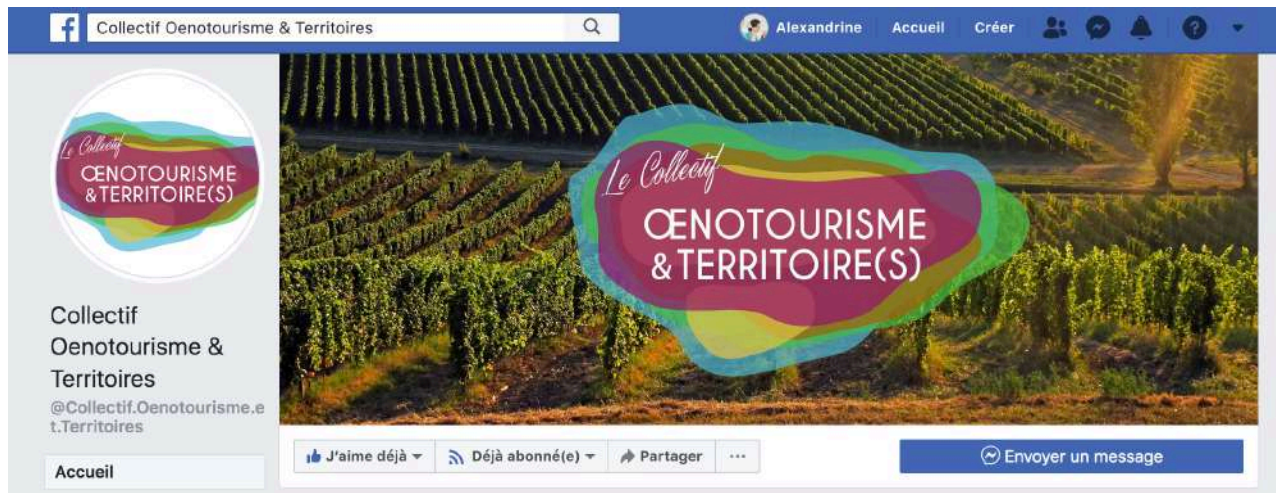 Collectif Oenotourisme & Territoires
Alexandrine Accueil Créer
Le Collectif
ŒNOTOURISME
&TERRITOIRE(S)
Le Collectif
ŒNOTOURISME
&TERRITOIRE(S)
Collectif
Oenotourisme &
Territoires
@Collectif.Oenotourisme.e
t.Territoires
Accueil
J'aime déjà Déjà abonné(e) Partager ... Envoyer un message